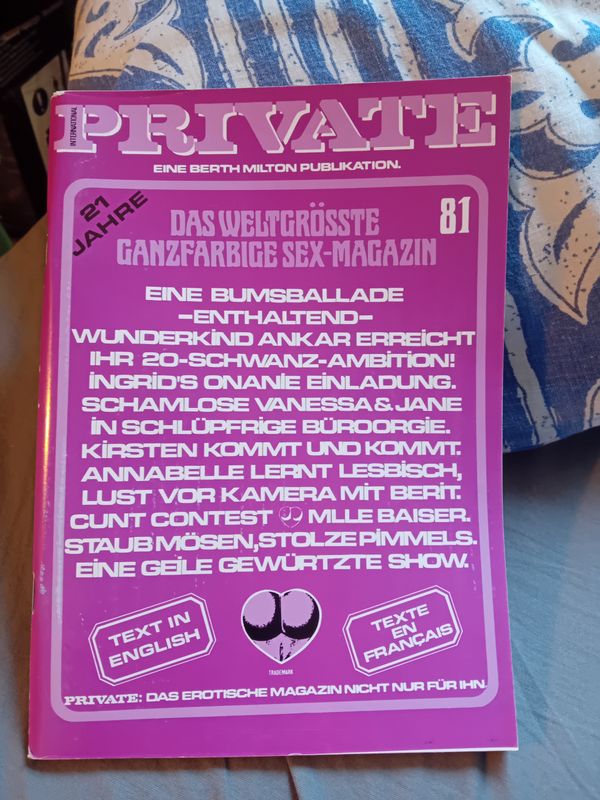 INTERNATIONAL
PRIVATE
EINE BERTH MILTON PUBLIKATION.
21
JAHRE
DAS WELTGRÖSSTE
81
GANZFARBIGE SEX-MAGAZIN
EINE BUMSBALLADE
-ENTHALTEND-
WUNDERKIND ANKAR ERREICHT
IHR 20-SCHWANZ-AMBITION!
INGRID'S ONANIE EINLADUNG.
SCHAMLOSE VANESSA & JANE
IN SCHLÜPFRIGE BÜROORGIE.
KIRSTEN KOMMT UND KOMMT.
ANNABELLE LERNT LESBISCH,
LUST VOR KAMERA MIT BERIT.
CUNT CONTEST MLLE BAISER.
STAUB MÖSEN, STOLZE PIMMELS.
EINE GEILE GEWÜRTZTE SHOW.
TEXT IN
ENGLISH
TRADEMARK
TEXTE
EN
FRANÇAIS
PRIVATE: DAS EROTISCHE MAGAZIN NICHT NUR FÜR IHN.